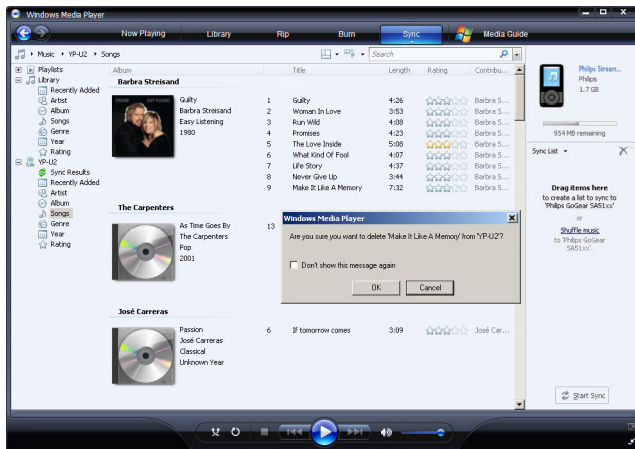 Windows Media Player
Now Playing Library Rip Burn Sync Media Guide
Music YP-U2 Songs
Search
Playlists
Library
Recently Added
Artist
Album
Songs
Genre
Year
Rating
YP-U2
Sync Results
Recently Added
Artist
Album
Songs
Genre
Year
Rating
Album Title Length Rating Contribu...
Barbra Streisand
Guilty
Barbra Streisand
Easy Listening
1980
1 Guilty 4:26 Barbra S...
2 Woman In Love 3:53 Barbra S...
3 Run Wild 4:08 Barbra S...
4 Promises 4:23 Barbra S...
5 The Love Inside 5:08 Barbra S...
6 What Kind Of Fool 4:07 Barbra S...
7 Life Story 4:37 Barbra S...
8 Never Give Up 3:44 Barbra S...
9 Make It Like A Memory 7:32 Barbra S...
The Carpenters
As Time Goes By
The Carpenters
Pop
2001
13
José Carreras
Passion
José Carreras
Classical
Unknown Year
6 If tomorrow comes 3:09 José Car...
Windows Media Player
Are you sure you want to delete 'Make It Like A Memory' from 'YP-U2'?
Don't show this message again
OK Cancel
Philips Stream...
Philips
1.7 GB
954 MB remaining
Sync List
Drag items here
to create a list to sync to
'Philips GoGear SA51xx'
or
Shuffle music
to 'Philips GoGear
SA51xx'.
Start Sync